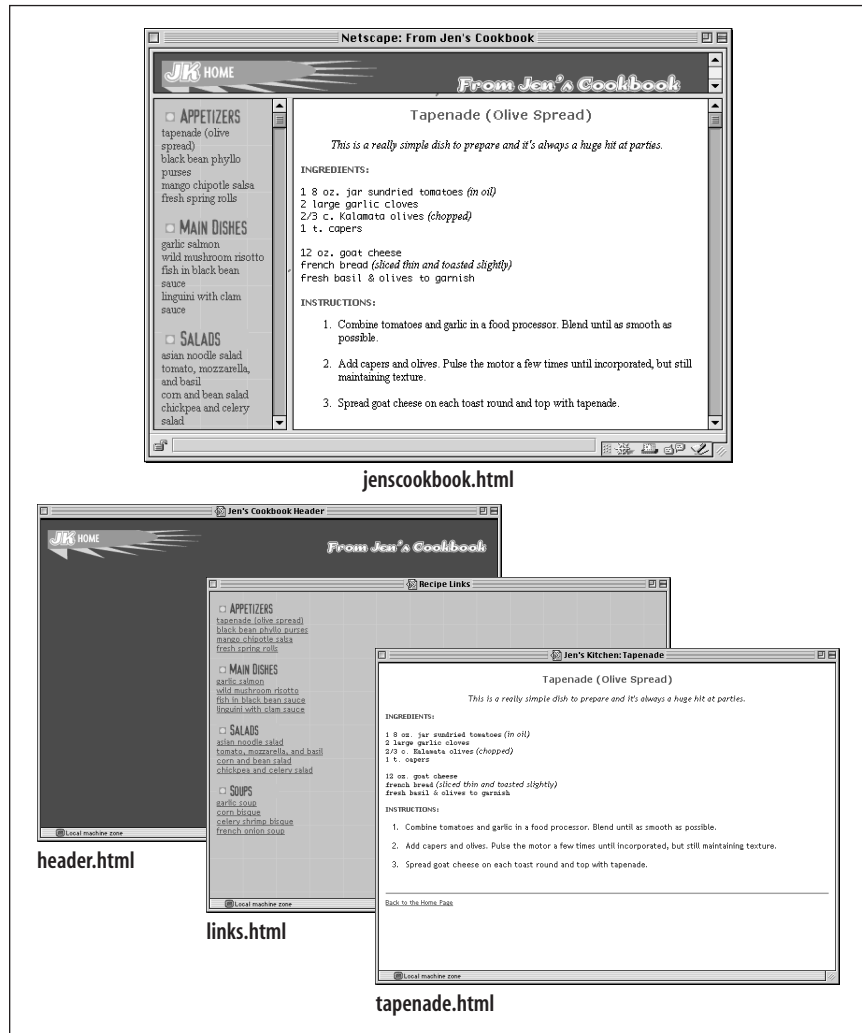 Netscape: From Jen's Cookbook
JK HOME
From Jen's Cookbook
APPETIZERS
tapenade (olive
spread)
black bean phyllo
purses
mango chipotle salsa
fresh spring rolls
MAIN DISHES
garlic salmon
wild mushroom risotto
fish in black bean
sauce
linguini with clam
sauce
SALADS
asian noodle salad
tomato, mozzarella,
and basil
corn and bean salad
chickpea and celery
salad
Tapenade (Olive Spread)
This is a really simple dish to prepare and it's always a huge hit at parties.
INGREDIENTS:
1 8 oz. jar sundried tomatoes (in oil)
2 large garlic cloves
2/3 c. Kalamata olives (chopped)
1 t. capers
12 oz. goat cheese
french bread (sliced thin and toasted slightly)
fresh basil & olives to garnish
INSTRUCTIONS:
1. Combine tomatoes and garlic in a food processor. Blend until as smooth as
possible.
2. Add capers and olives. Pulse the motor a few times until incorporated, but still
maintaining texture.
3. Spread goat cheese on each toast round and top with tapenade.
jenscookbook.html
Jen's Cookbook Header
JK HOME
From Jen's Cookbook
Local machine zone
header.html
Recipe Links
APPETIZERS
tapenade (olive spread)
black bean phyllo purses
mango chipotle salsa
fresh spring rolls
MAIN DISHES
garlic salmon
wild mushroom risotto
fish in black bean sauce
linguini with clam sauce
SALADS
asian noodle salad
tomato, mozzarella, and basil
corn and bean salad
chickpea and celery salad
SOUPS
garlic soup
corn bisque
celery shrimp bisque
french onion soup
Local machine zone
links.html
Jen's Kitchen: Tapenade
Tapenade (Olive Spread)
This is a really simple dish to prepare and it's always a huge hit at parties.
INGREDIENTS:
1 8 oz. jar sundried tomatoes (in oil)
2 large garlic cloves
2/3 c. Kalamata olives (chopped)
1 t. capers
12 oz. goat cheese
french bread (sliced thin and toasted slightly)
fresh basil & olives to garnish
INSTRUCTIONS:
1. Combine tomatoes and garlic in a food processor. Blend until as smooth as possible.
2. Add capers and olives. Pulse the motor a few times until incorporated, but still maintaining texture.
3. Spread goat cheese on each toast round and top with tapenade.
Back to the Home Page
Local machine zone
tapenade.html